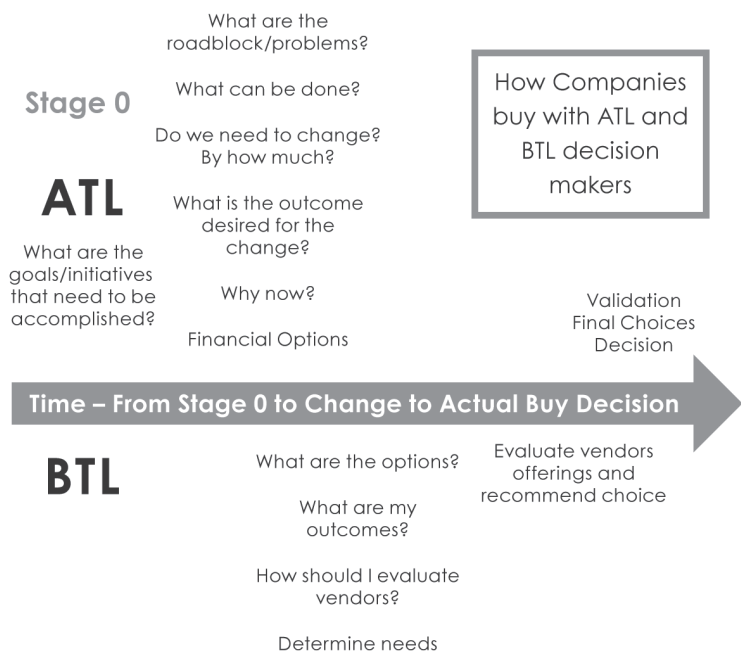 What are the
roadblock/problems?
What can be done?
Do we need to change?
By how much?
What is the outcome
desired for the
change?
Why now?
Financial Options
Stage 0
ATL
What are the
goals/initiatives
that need to be
accomplished?
How Companies
buy with ATL and
BTL decision
makers
Validation
Final Choices
Decision
Time – From Stage 0 to Change to Actual Buy Decision
BTL
What are the options?
What are my
outcomes?
How should I evaluate
vendors?
Determine needs
Evaluate vendors
offerings and
recommend choice